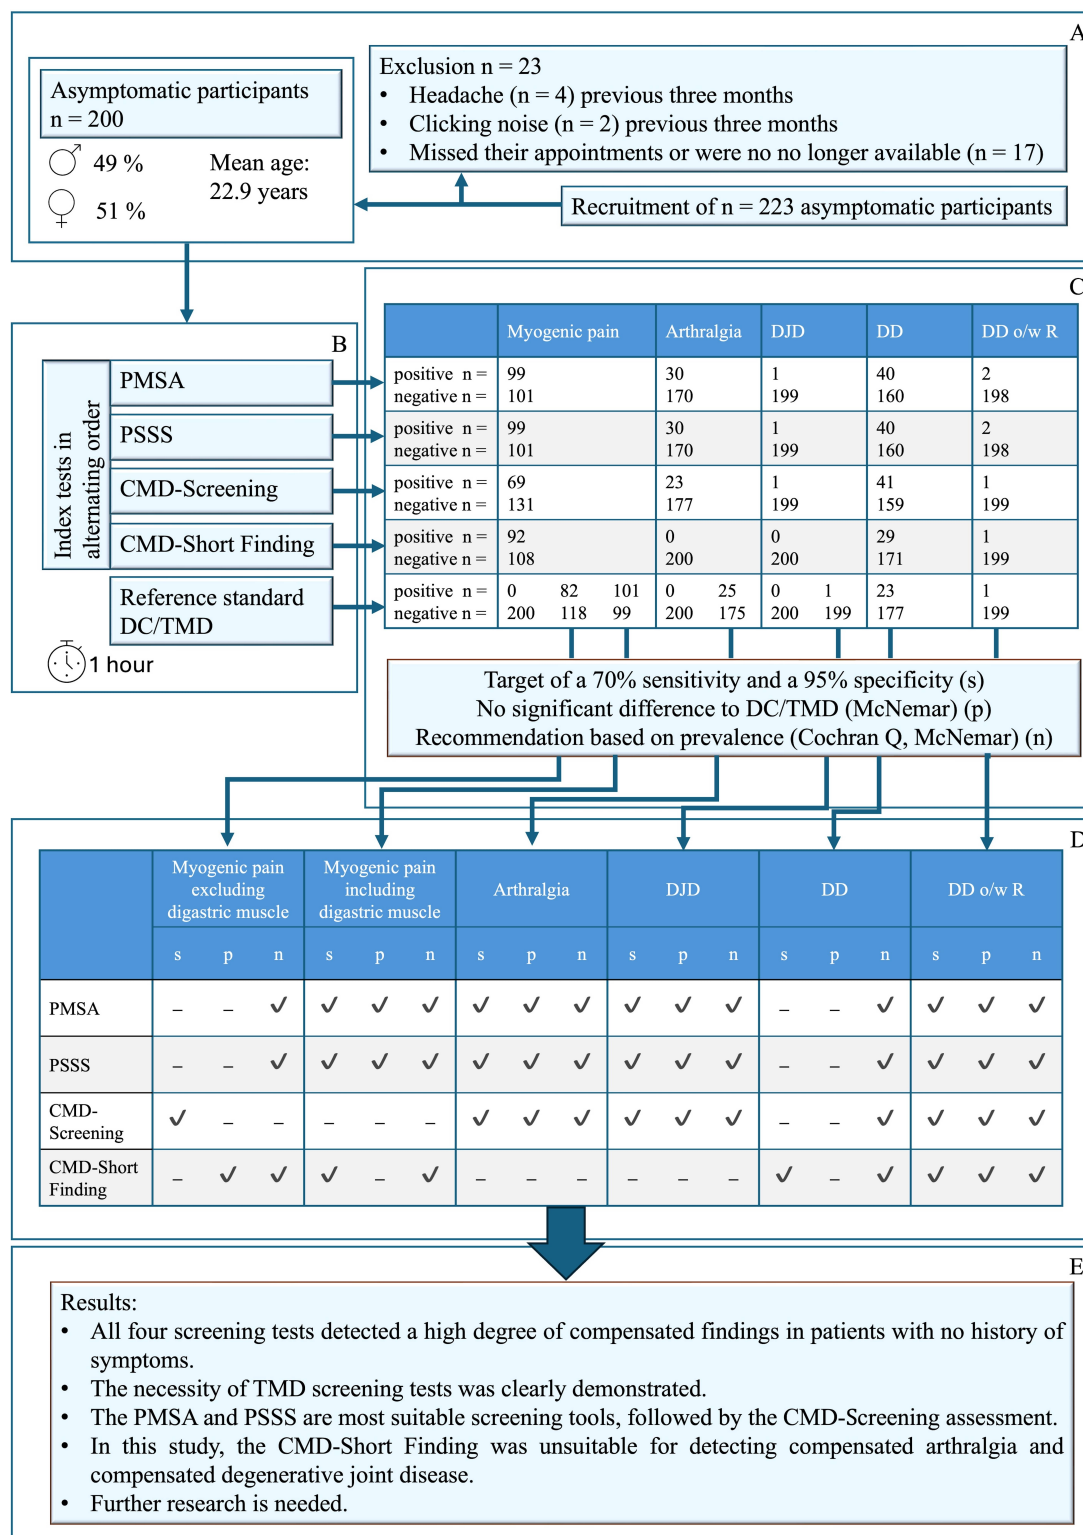 A
Asymptomatic participants
n = 200
49 %
51 %
Mean age:
22.9 years
Exclusion n = 23
• Headache (n = 4) previous three months
• Clicking noise (n = 2) previous three months
• Missed their appointments or were no no longer available (n = 17)
Recruitment of n = 223 asymptomatic participants
B
Index tests in
alternating order
PMSA
PSSS
CMD-Screening
CMD-Short Finding
Reference standard
DC/TMD
1 hour
C
Myogenic pain Arthralgia DJD DD DD o/w R
positive n = 99 30 1 40 2
negative n = 101 170 199 160 198
positive n = 99 30 1 40 2
negative n = 101 170 199 160 198
positive n = 69 23 1 41 1
negative n = 131 177 199 159 199
positive n = 92 0 0 29 1
negative n = 108 200 200 171 199
positive n = 0 82 101 0 25 0 1 23 1
negative n = 200 118 99 200 175 200 199 177 199
Target of a 70% sensitivity and a 95% specificity (s)
No significant difference to DC/TMD (McNemar) (p)
Recommendation based on prevalence (Cochran Q, McNemar) (n)
D
Myogenic pain
excluding
digastric muscle
Myogenic pain
including
digastric muscle
Arthralgia
DJD
DD
DD o/w R
s p n s p n s p n s p n s p n s p n
PMSA – – ✓ ✓ ✓ ✓ ✓ ✓ ✓ ✓ ✓ ✓ – – ✓ ✓ ✓ ✓
PSSS – – ✓ ✓ ✓ ✓ ✓ ✓ ✓ ✓ ✓ ✓ – – ✓ ✓ ✓ ✓
CMD-
Screening ✓ – – – – – ✓ ✓ ✓ ✓ ✓ ✓ – – ✓ ✓ ✓ ✓
CMD-Short
Finding – ✓ ✓ ✓ – ✓ – – – – – – ✓ – ✓ ✓ ✓ ✓
E
Results:
• All four screening tests detected a high degree of compensated findings in patients with no history of
symptoms.
• The necessity of TMD screening tests was clearly demonstrated.
• The PMSA and PSSS are most suitable screening tools, followed by the CMD-Screening assessment.
• In this study, the CMD-Short Finding was unsuitable for detecting compensated arthralgia and
compensated degenerative joint disease.
• Further research is needed.